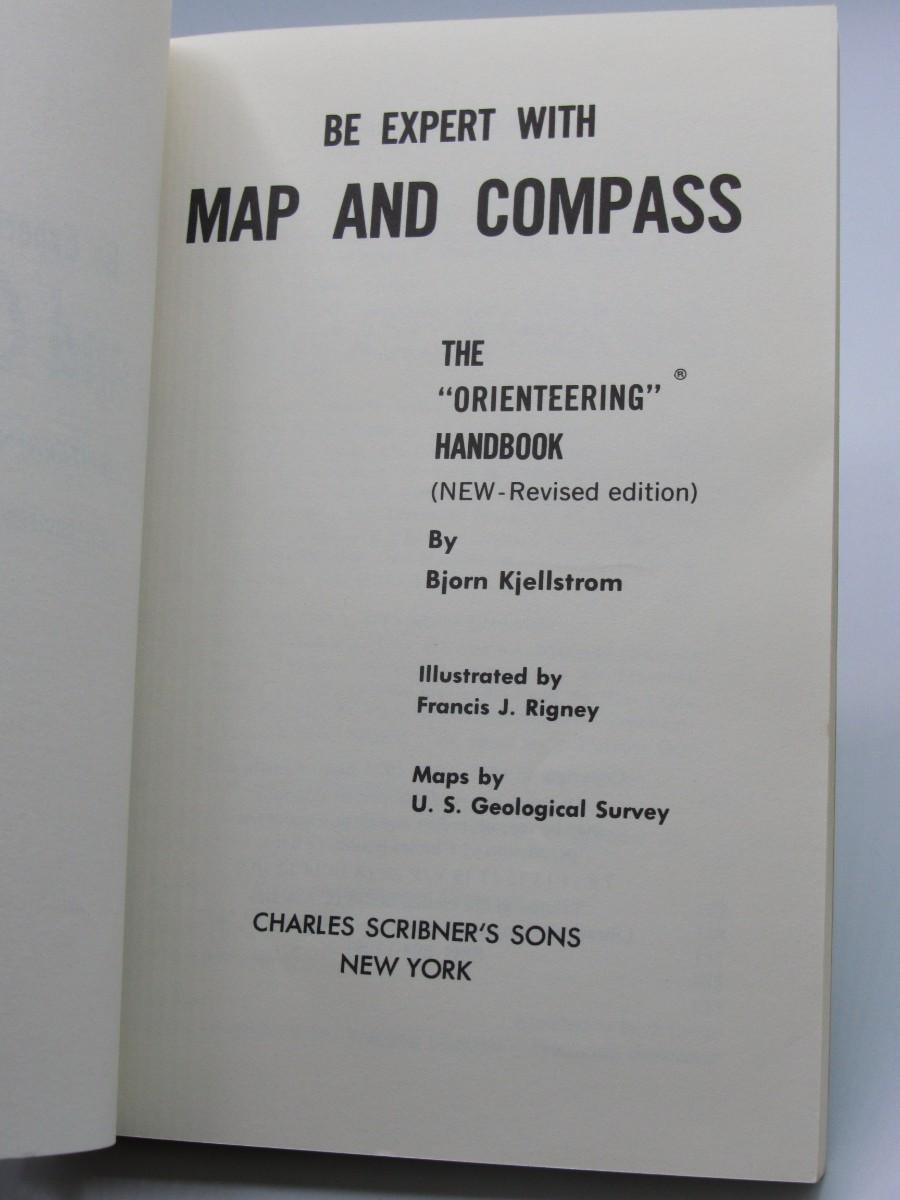 BE EXPERT WITH
MAP AND COMPASS
THE
“ORIENTEERING” ®
HANDBOOK
(NEW-Revised edition)
By
Bjorn Kjellstrom
Illustrated by
Francis J. Rigney
Maps by
U. S. Geological Survey
CHARLES SCRIBNER'S SONS
NEW YORK